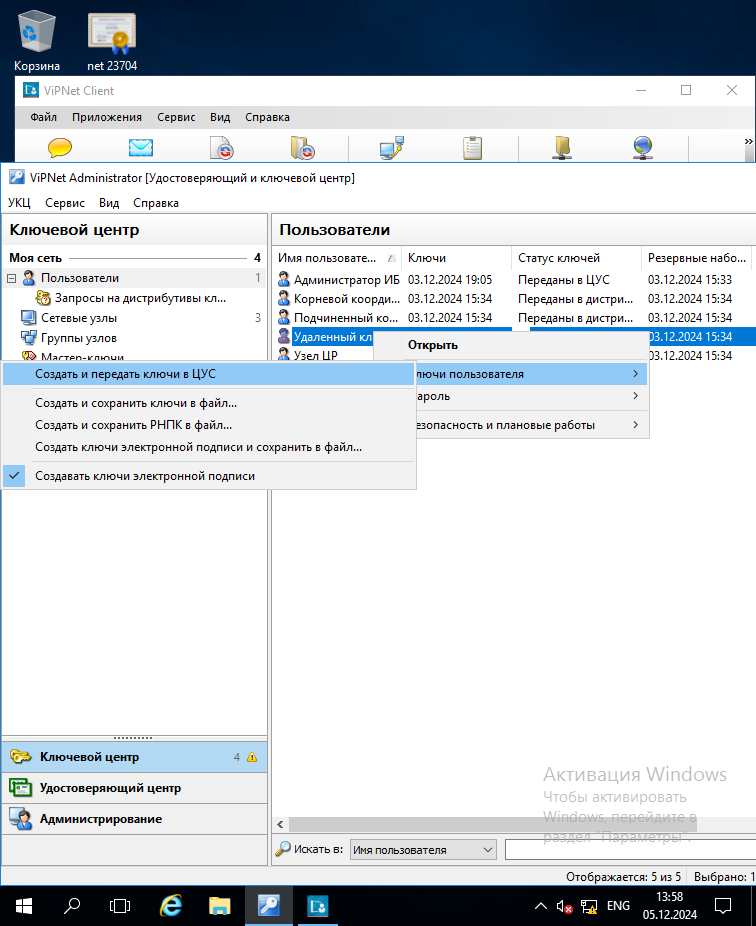 Корзина
net 23704
ViPNet Client
Файл Приложения Сервис Вид Справка
»
ViPNet Administrator [Удостоверяющий и ключевой центр]
УКЦ Сервис Вид Справка
Ключевой центр
Моя сеть 4
Пользователи 1
Запросы на дистрибутивы кл...
Сетевые узлы 3
Группы узлов
Мастер-ключи
Пользователи
Имя пользовате... Ключи Статус ключей Резервные набо...
Администратор ИБ 03.12.2024 19:05 Переданы в ЦУС 03.12.2024 15:33
Корневой коорди... 03.12.2024 15:34 Переданы в дистри... 03.12.2024 15:34
Подчиненный ко... 03.12.2024 15:34 Переданы в дистри... 03.12.2024 15:34
Удаленный кл 03.12.2024 15:34
Узел ЦР 03.12.2024 15:34
Открыть
лючи пользователя
ароль
езопасность и плановые работы
Создать и передать ключи в ЦУС
Создать и сохранить ключи в файл...
Создать и сохранить РНПК в файл...
Создать ключи электронной подписи и сохранить в файл...
Создавать ключи электронной подписи
Ключевой центр 4
Удостоверяющий центр
Администрирование
Активация Windows
Чтобы активировать
Windows, перейдите в
раздел "Параметры".
Искать в: Имя пользователя
Отображается: 5 из 5 Выбрано: 1
ENG
13:58
05.12.2024